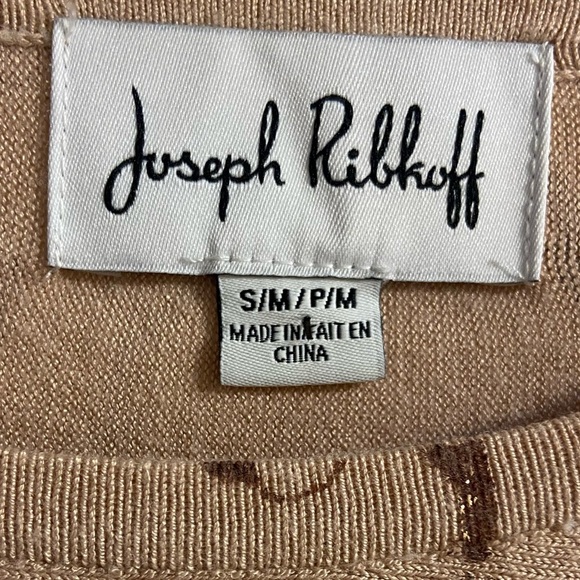 Joseph Ribkoff
S/M/P/M
MADE IN/FAIT EN
CHINA